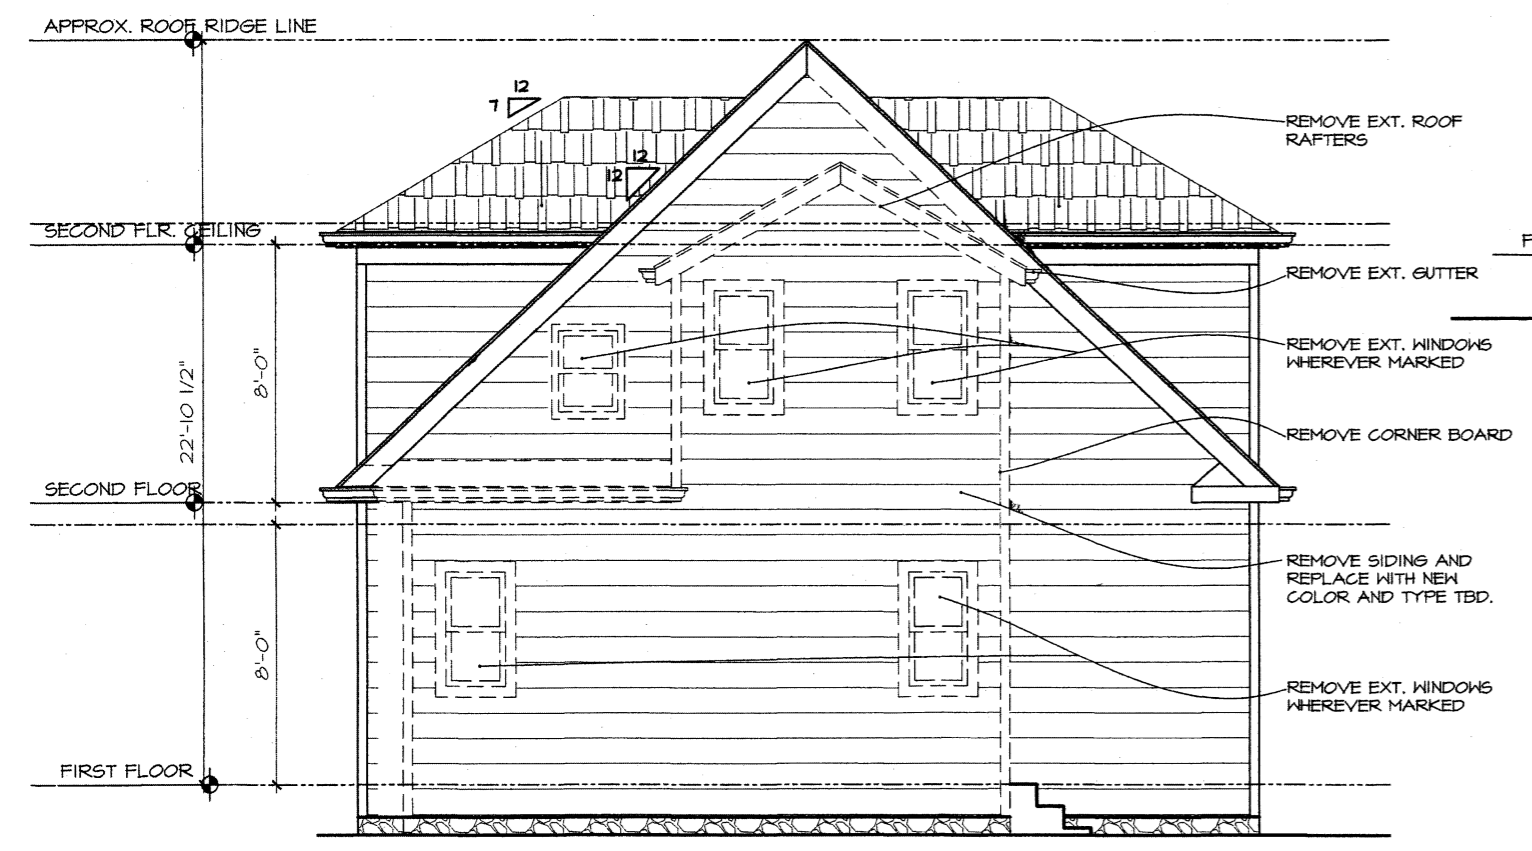 APPROX. ROOF RIDGE LINE
12
7
REMOVE EXT. ROOF
RAFTERS
12
12
SECOND FLR. CEILING
F
REMOVE EXT. GUTTER
REMOVE EXT. WINDOWS
WHEREVER MARKED
8'-0"
22'-10 1/2"
REMOVE CORNER BOARD
SECOND FLOOR
REMOVE SIDING AND
REPLACE WITH NEW
COLOR AND TYPE TBD.
8'-0"
REMOVE EXT. WINDOWS
WHEREVER MARKED
FIRST FLOOR